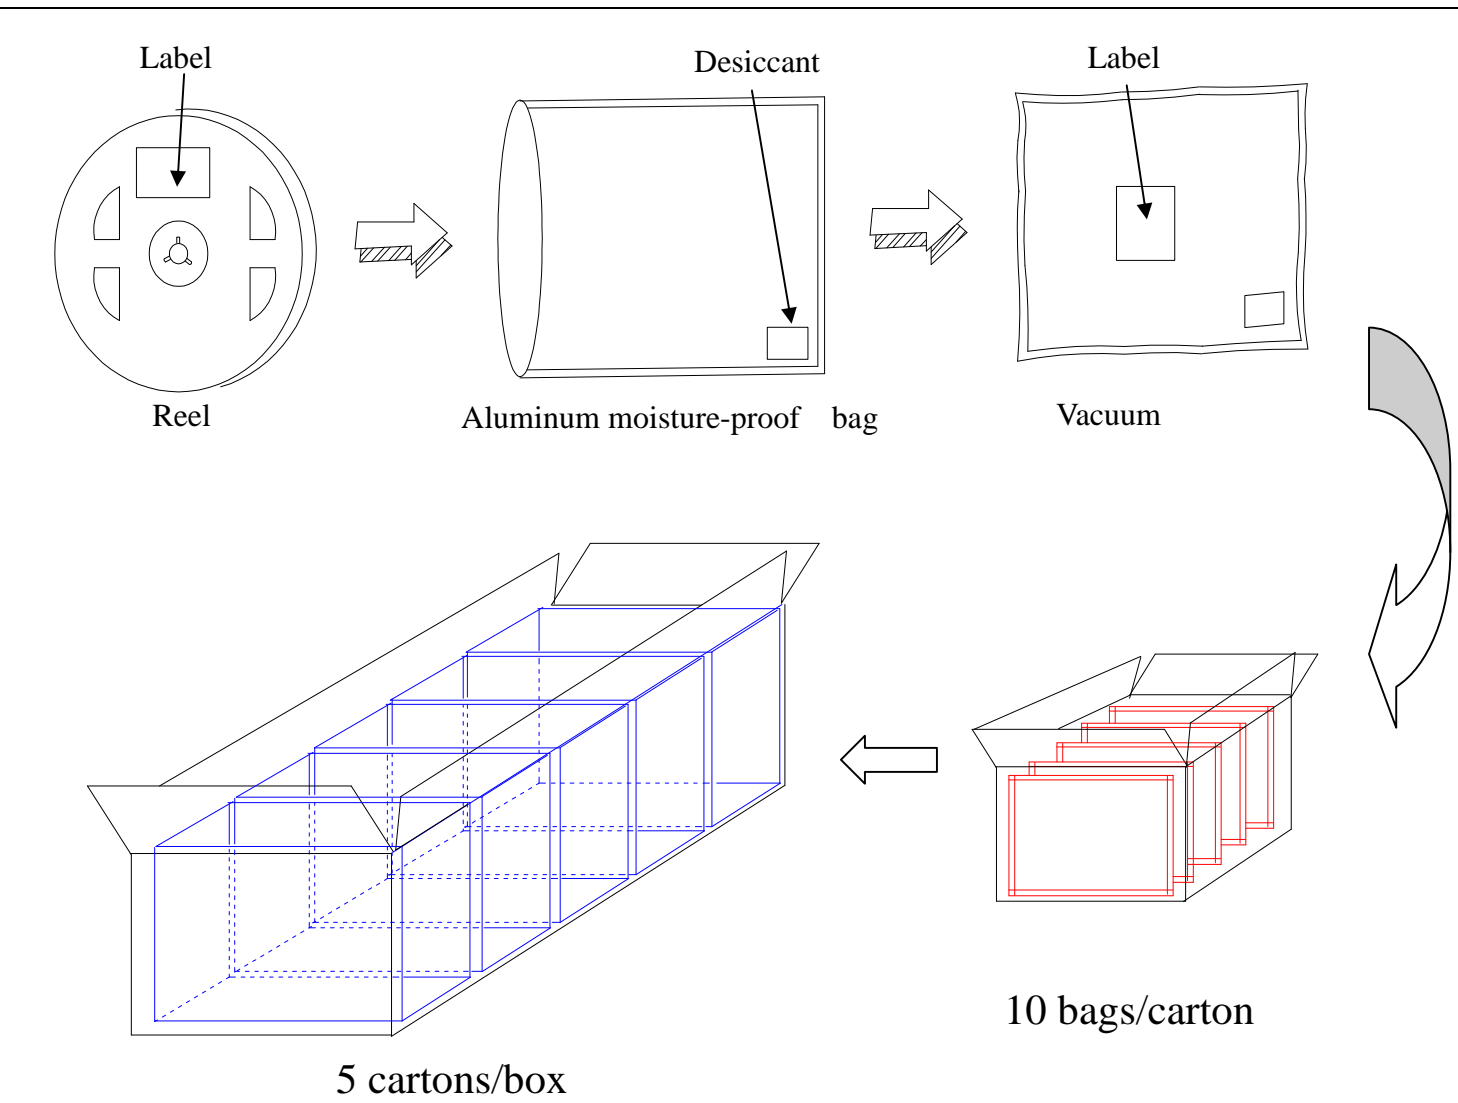 Label
Desiccant
Label
Reel
Aluminum moisture-proof bag
Vacuum
10 bags/carton
5 cartons/box